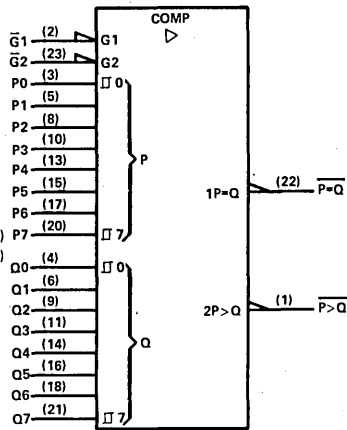 COMP
▷
G̅1̅ (2) G1
G̅2̅ (23) G2
P0 (3) ⎎ 0
P1 (5)
P2 (8)
P3 (10)
P4 (13)
P5 (15)
P6 (17)
P7 (20) ⎎ 7
P
Q0 (4) ⎎ 0
Q1 (6)
Q2 (9)
Q3 (11)
Q4 (14)
Q5 (16)
Q6 (18)
Q7 (21) ⎎ 7
Q
1P=Q (22) P̅=̅Q̅
2P>Q (1) P̅>̅Q̅
)
)